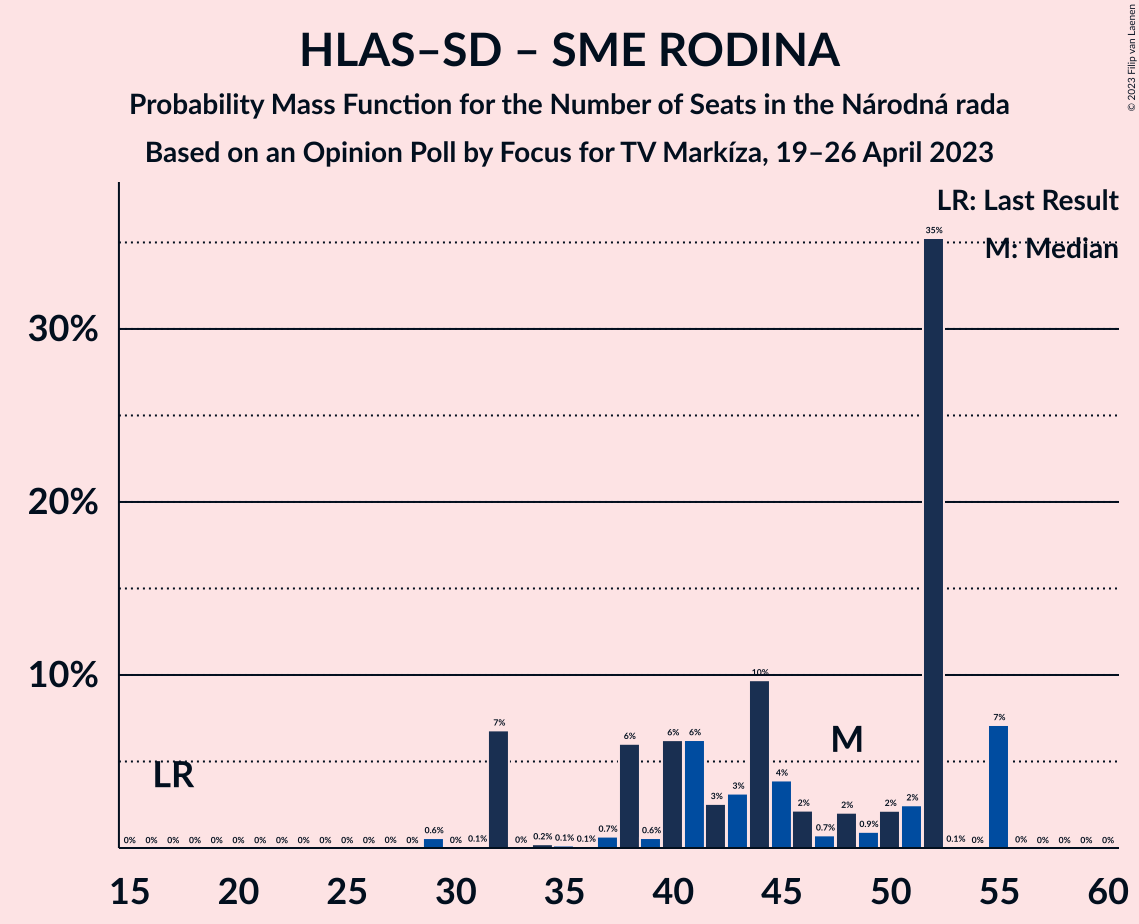 HLAS–SD – SME RODINA
Probability Mass Function for the Number of Seats in the Národná rada
Based on an Opinion Poll by Focus for TV Markíza, 19–26 April 2023
© 2023 Filip van Laenen
LR: Last Result
M: Median
30%
20%
10%
LR
M
0% 0% 0% 0% 0% 0% 0% 0% 0% 0% 0% 0% 0% 0% 0.6% 0% 0.1% 7% 0% 0.2% 0.1% 0.1% 0.7% 6% 0.6% 6% 6% 3% 3% 10% 4% 2% 0.7% 2% 0.9% 2% 2% 35% 0.1% 0% 7% 0% 0% 0% 0% 0%
15 20 25 30 35 40 45 50 55 60